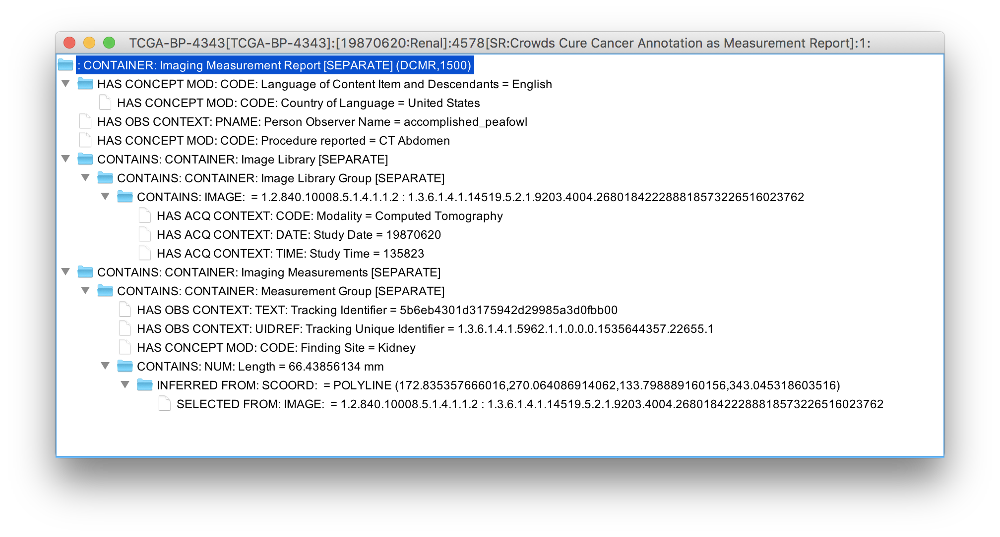 TCGA-BP-4343[TCGA-BP-4343]:[19870620:Renal]:4578[SR:Crowds Cure Cancer Annotation as Measurement Report]:1:
: CONTAINER: Imaging Measurement Report [SEPARATE] (DCMR,1500)
HAS CONCEPT MOD: CODE: Language of Content Item and Descendants = English
HAS CONCEPT MOD: CODE: Country of Language = United States
HAS OBS CONTEXT: PNAME: Person Observer Name = accomplished_peafowl
HAS CONCEPT MOD: CODE: Procedure reported = CT Abdomen
CONTAINS: CONTAINER: Image Library [SEPARATE]
CONTAINS: CONTAINER: Image Library Group [SEPARATE]
CONTAINS: IMAGE:  = 1.2.840.10008.5.1.4.1.1.2 : 1.3.6.1.4.1.14519.5.2.1.9203.4004.268018422288818573226516023762
HAS ACQ CONTEXT: CODE: Modality = Computed Tomography
HAS ACQ CONTEXT: DATE: Study Date = 19870620
HAS ACQ CONTEXT: TIME: Study Time = 135823
CONTAINS: CONTAINER: Imaging Measurements [SEPARATE]
CONTAINS: CONTAINER: Measurement Group [SEPARATE]
HAS OBS CONTEXT: TEXT: Tracking Identifier = 5b6eb4301d3175942d29985a3d0fbb00
HAS OBS CONTEXT: UIDREF: Tracking Unique Identifier = 1.3.6.1.4.1.5962.1.1.0.0.0.1535644357.22655.1
HAS CONCEPT MOD: CODE: Finding Site = Kidney
CONTAINS: NUM: Length = 66.43856134 mm
INFERRED FROM: SCOORD:  = POLYLINE (172.835357666016,270.064086914062,133.798889160156,343.045318603516)
SELECTED FROM: IMAGE:  = 1.2.840.10008.5.1.4.1.1.2 : 1.3.6.1.4.1.14519.5.2.1.9203.4004.268018422288818573226516023762